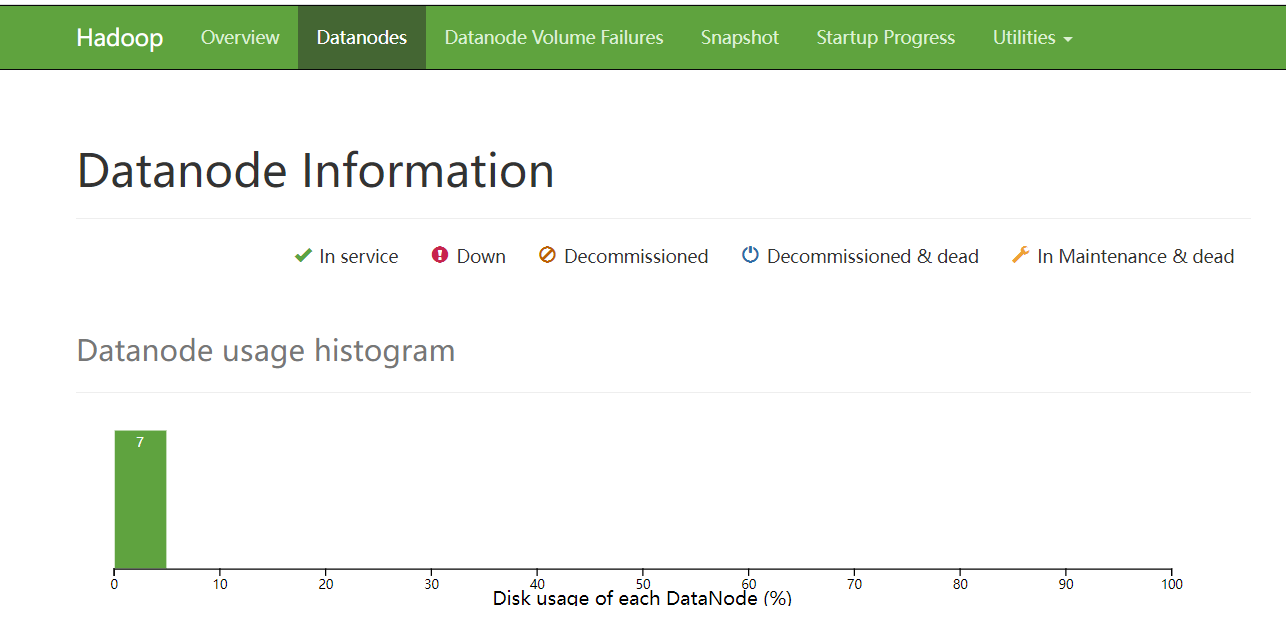 Hadoop Overview Datanodes Datanode Volume Failures Snapshot Startup Progress Utilities
Datanode Information
In service Down Decommissioned Decommissioned & dead In Maintenance & dead
Datanode usage histogram
7
0 10 20 30 40 50 60 70 80 90 100
Disk usage of each DataNode (%)